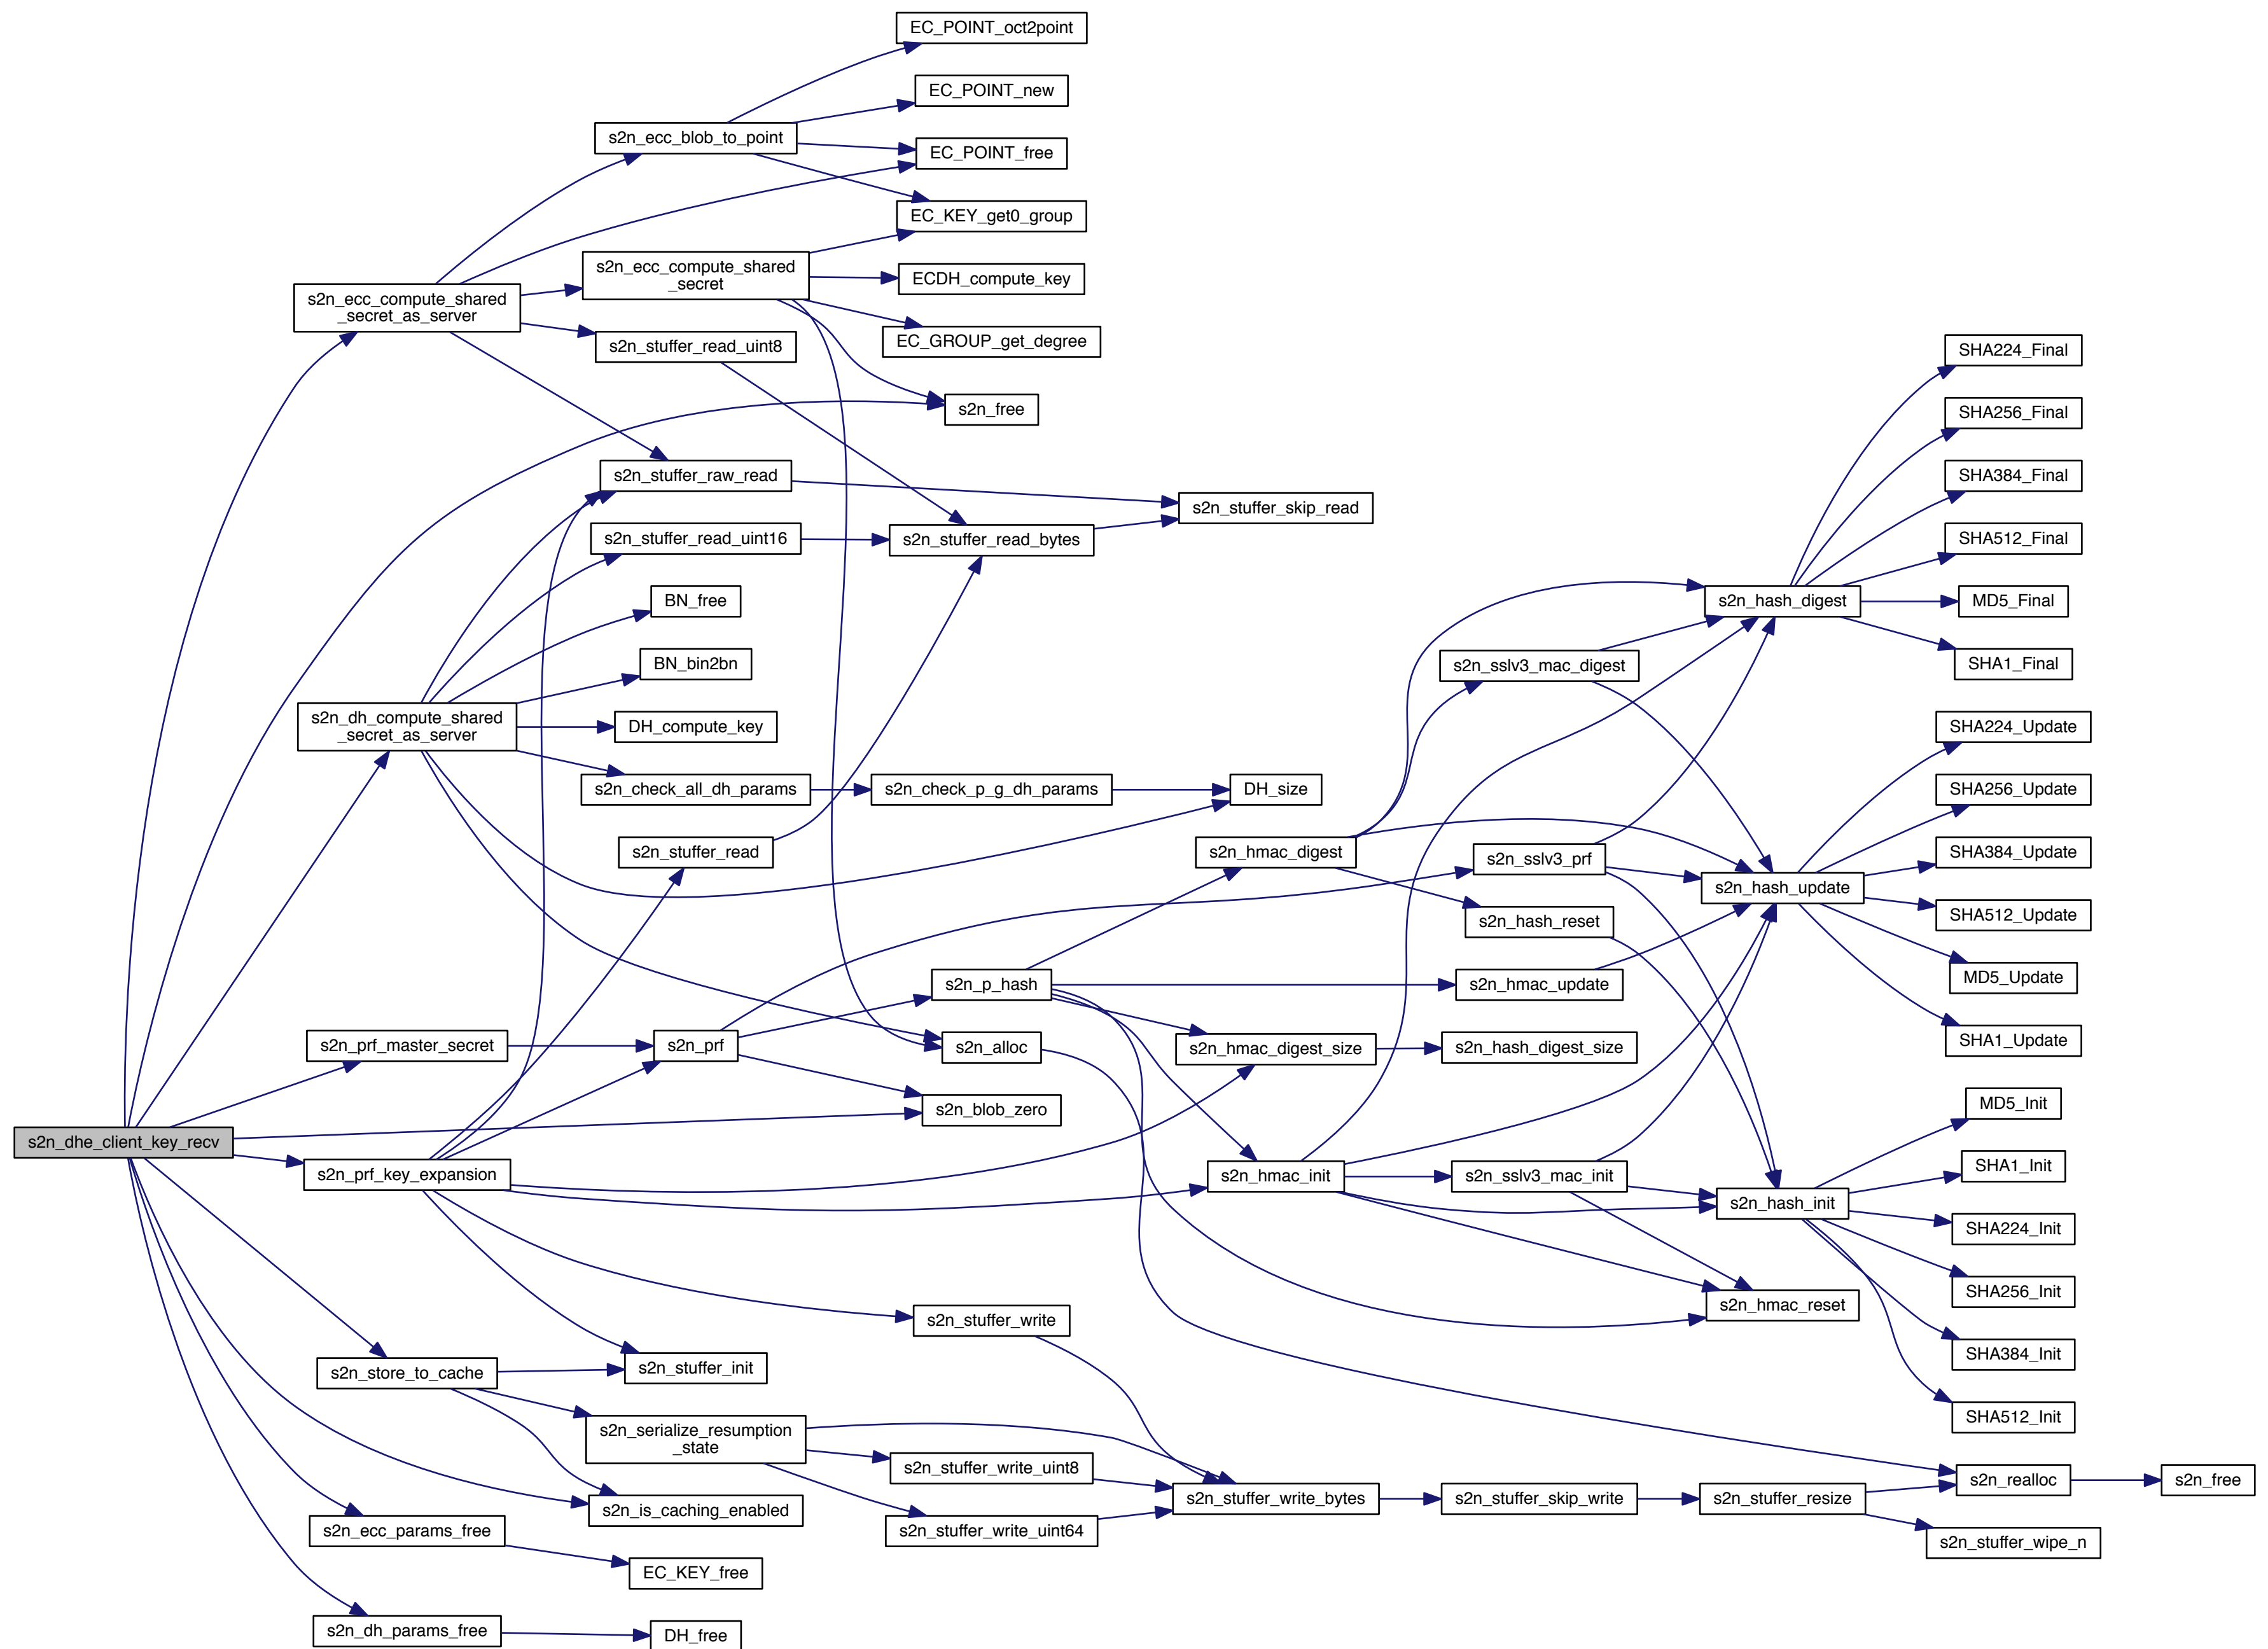 EC_POINT_oct2point
EC_POINT_new
s2n_ecc_blob_to_point
EC_POINT_free
EC_KEY_get0_group
s2n_ecc_compute_shared
_secret
ECDH_compute_key
s2n_ecc_compute_shared
_secret_as_server
EC_GROUP_get_degree
s2n_stuffer_read_uint8
SHA224_Final
s2n_free
SHA256_Final
s2n_stuffer_raw_read
SHA384_Final
s2n_stuffer_skip_read
s2n_stuffer_read_uint16
s2n_stuffer_read_bytes
SHA512_Final
BN_free
s2n_hash_digest
MD5_Final
BN_bin2bn
s2n_sslv3_mac_digest
SHA1_Final
s2n_dh_compute_shared
_secret_as_server
DH_compute_key
SHA224_Update
s2n_check_all_dh_params
s2n_check_p_g_dh_params
DH_size
SHA256_Update
s2n_stuffer_read
s2n_hmac_digest
s2n_sslv3_prf
SHA384_Update
s2n_hash_update
s2n_hash_reset
SHA512_Update
s2n_p_hash
s2n_hmac_update
MD5_Update
s2n_prf_master_secret
s2n_prf
s2n_alloc
s2n_hmac_digest_size
s2n_hash_digest_size
SHA1_Update
s2n_blob_zero
MD5_Init
s2n_dhe_client_key_recv
s2n_prf_key_expansion
s2n_hmac_init
s2n_sslv3_mac_init
SHA1_Init
s2n_hash_init
SHA224_Init
SHA256_Init
s2n_stuffer_write
s2n_hmac_reset
SHA384_Init
s2n_store_to_cache
s2n_stuffer_init
SHA512_Init
s2n_serialize_resumption
_state
s2n_stuffer_write_uint8
s2n_realloc
s2n_free
s2n_is_caching_enabled
s2n_stuffer_write_bytes
s2n_stuffer_skip_write
s2n_stuffer_resize
s2n_ecc_params_free
s2n_stuffer_write_uint64
s2n_stuffer_wipe_n
EC_KEY_free
s2n_dh_params_free
DH_free